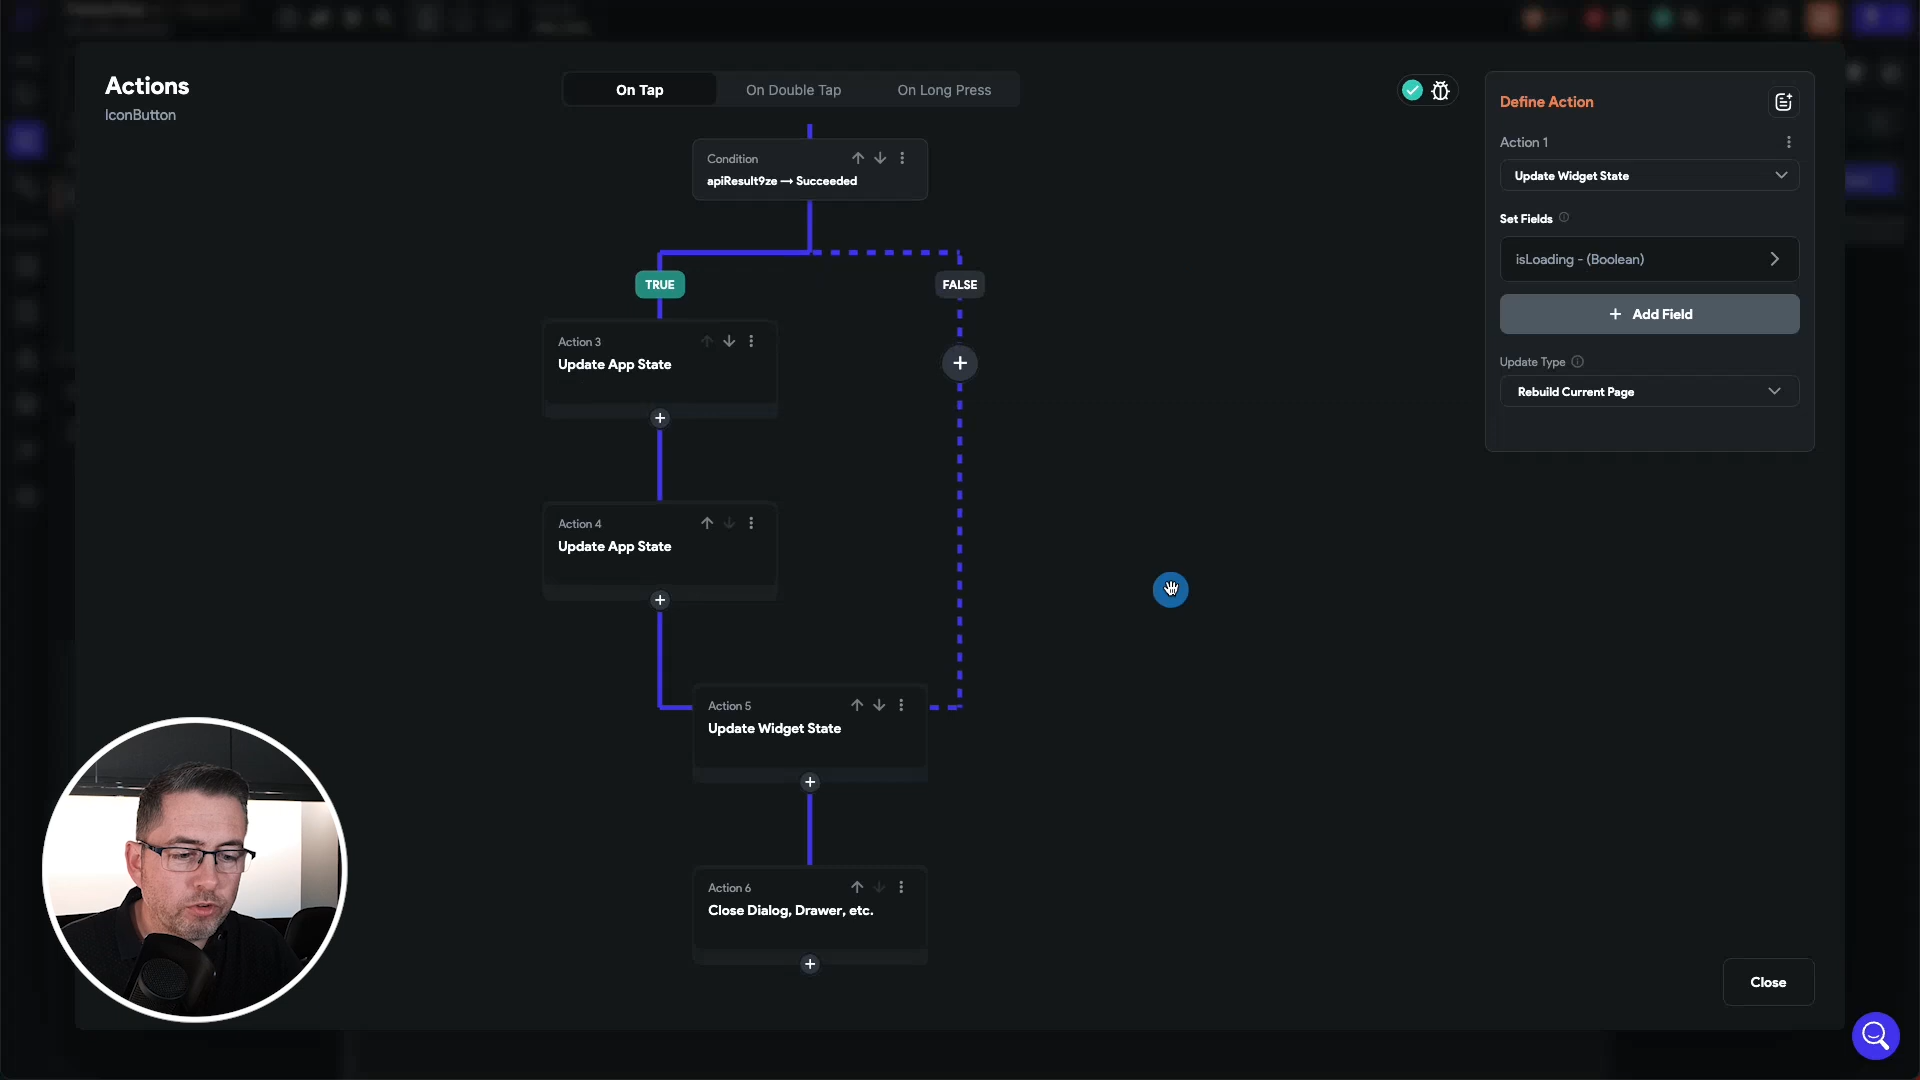 Actions
IconButton
On Tap
On Double Tap
On Long Press
Condition
apiResult9ze → Succeeded
TRUE
FALSE
Action 3
Update App State
Action 4
Update App State
Action 5
Update Widget State
Action 6
Close Dialog, Drawer, etc.
Define Action
Action 1
Update Widget State
Set Fields
isLoading - (Boolean)
+ Add Field
Update Type
Rebuild Current Page
Close